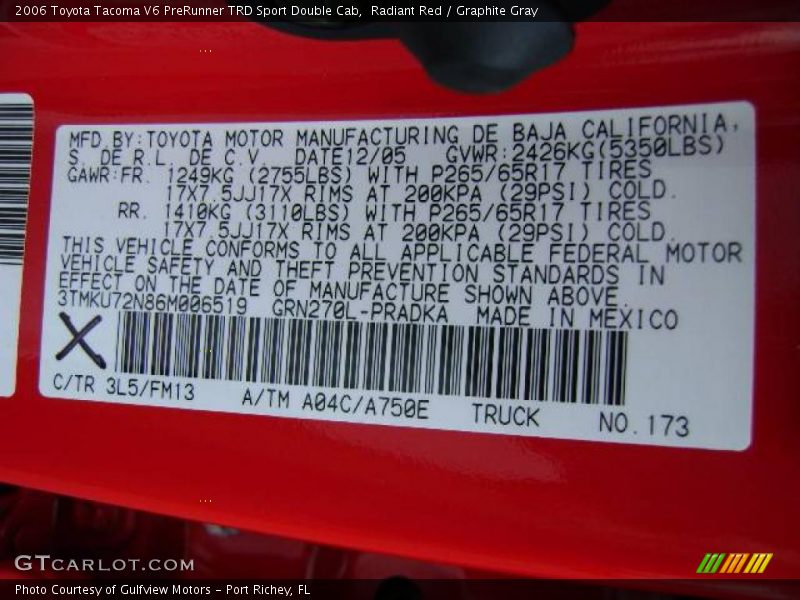 2006 Toyota Tacoma V6 PreRunner TRD Sport Double Cab,  Radiant Red / Graphite Gray
MFD.BY:TOYOTA MOTOR MANUFACTURING DE BAJA CALIFORNIA,
S. DE R.L. DE C.V.  DATE12/05  GVWR:2426KG(5350LBS)
GAWR:FR. 1249KG (2755LBS) WITH P265/65R17 TIRES
17X7.5JJ17X RIMS AT 200KPA (29PSI) COLD.
RR. 1410KG (3110LBS) WITH P265/65R17 TIRES
17X7.5JJ17X RIMS AT 200KPA (29PSI) COLD.
THIS VEHICLE CONFORMS TO ALL APPLICABLE FEDERAL MOTOR
VEHICLE SAFETY AND THEFT PREVENTION STANDARDS IN
EFFECT ON THE DATE OF MANUFACTURE SHOWN ABOVE.
3TMKU72N86M006519  GRN270L-PRADKA  MADE IN MEXICO
X
C/TR 3L5/FM13  A/TM A04C/A750E  TRUCK  NO.173
GTCARLOT.COM
Photo Courtesy of Gulfview Motors – Port Richey, FL